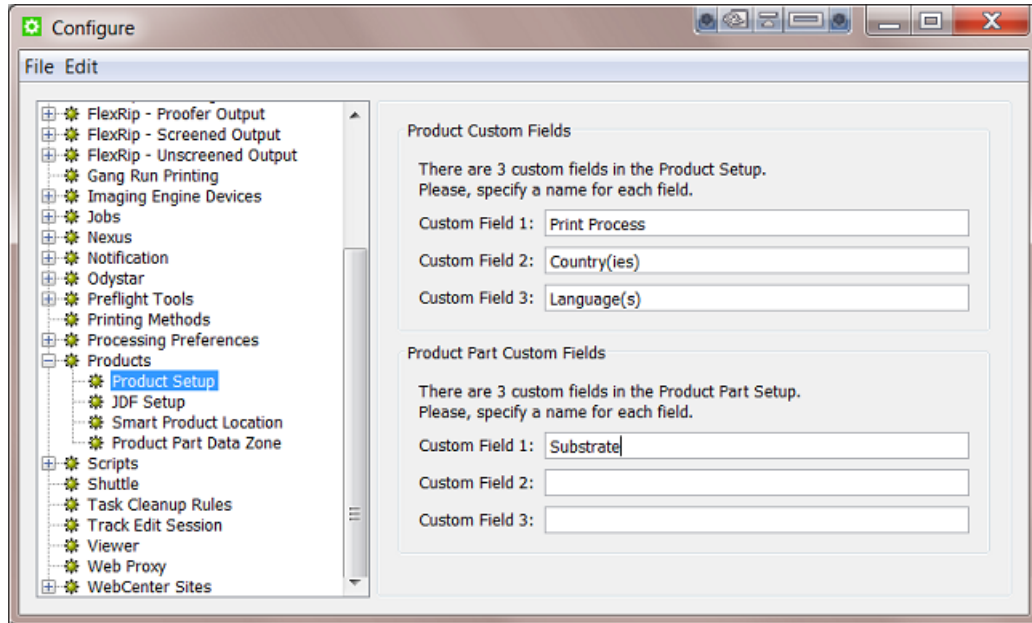 Configure
File Edit
FlexRip - Proofer Output
FlexRip - Screened Output
FlexRip - Unscreened Output
Gang Run Printing
Imaging Engine Devices
Jobs
Nexus
Notification
Odystar
Preflight Tools
Printing Methods
Processing Preferences
Products
Product Setup
JDF Setup
Smart Product Location
Product Part Data Zone
Scripts
Shuttle
Task Cleanup Rules
Track Edit Session
Viewer
Web Proxy
WebCenter Sites
Product Custom Fields
There are 3 custom fields in the Product Setup.
Please, specify a name for each field.
Custom Field 1: Print Process
Custom Field 2: Country(ies)
Custom Field 3: Language(s)
Product Part Custom Fields
There are 3 custom fields in the Product Part Setup.
Please, specify a name for each field.
Custom Field 1: Substrate
Custom Field 2:
Custom Field 3: